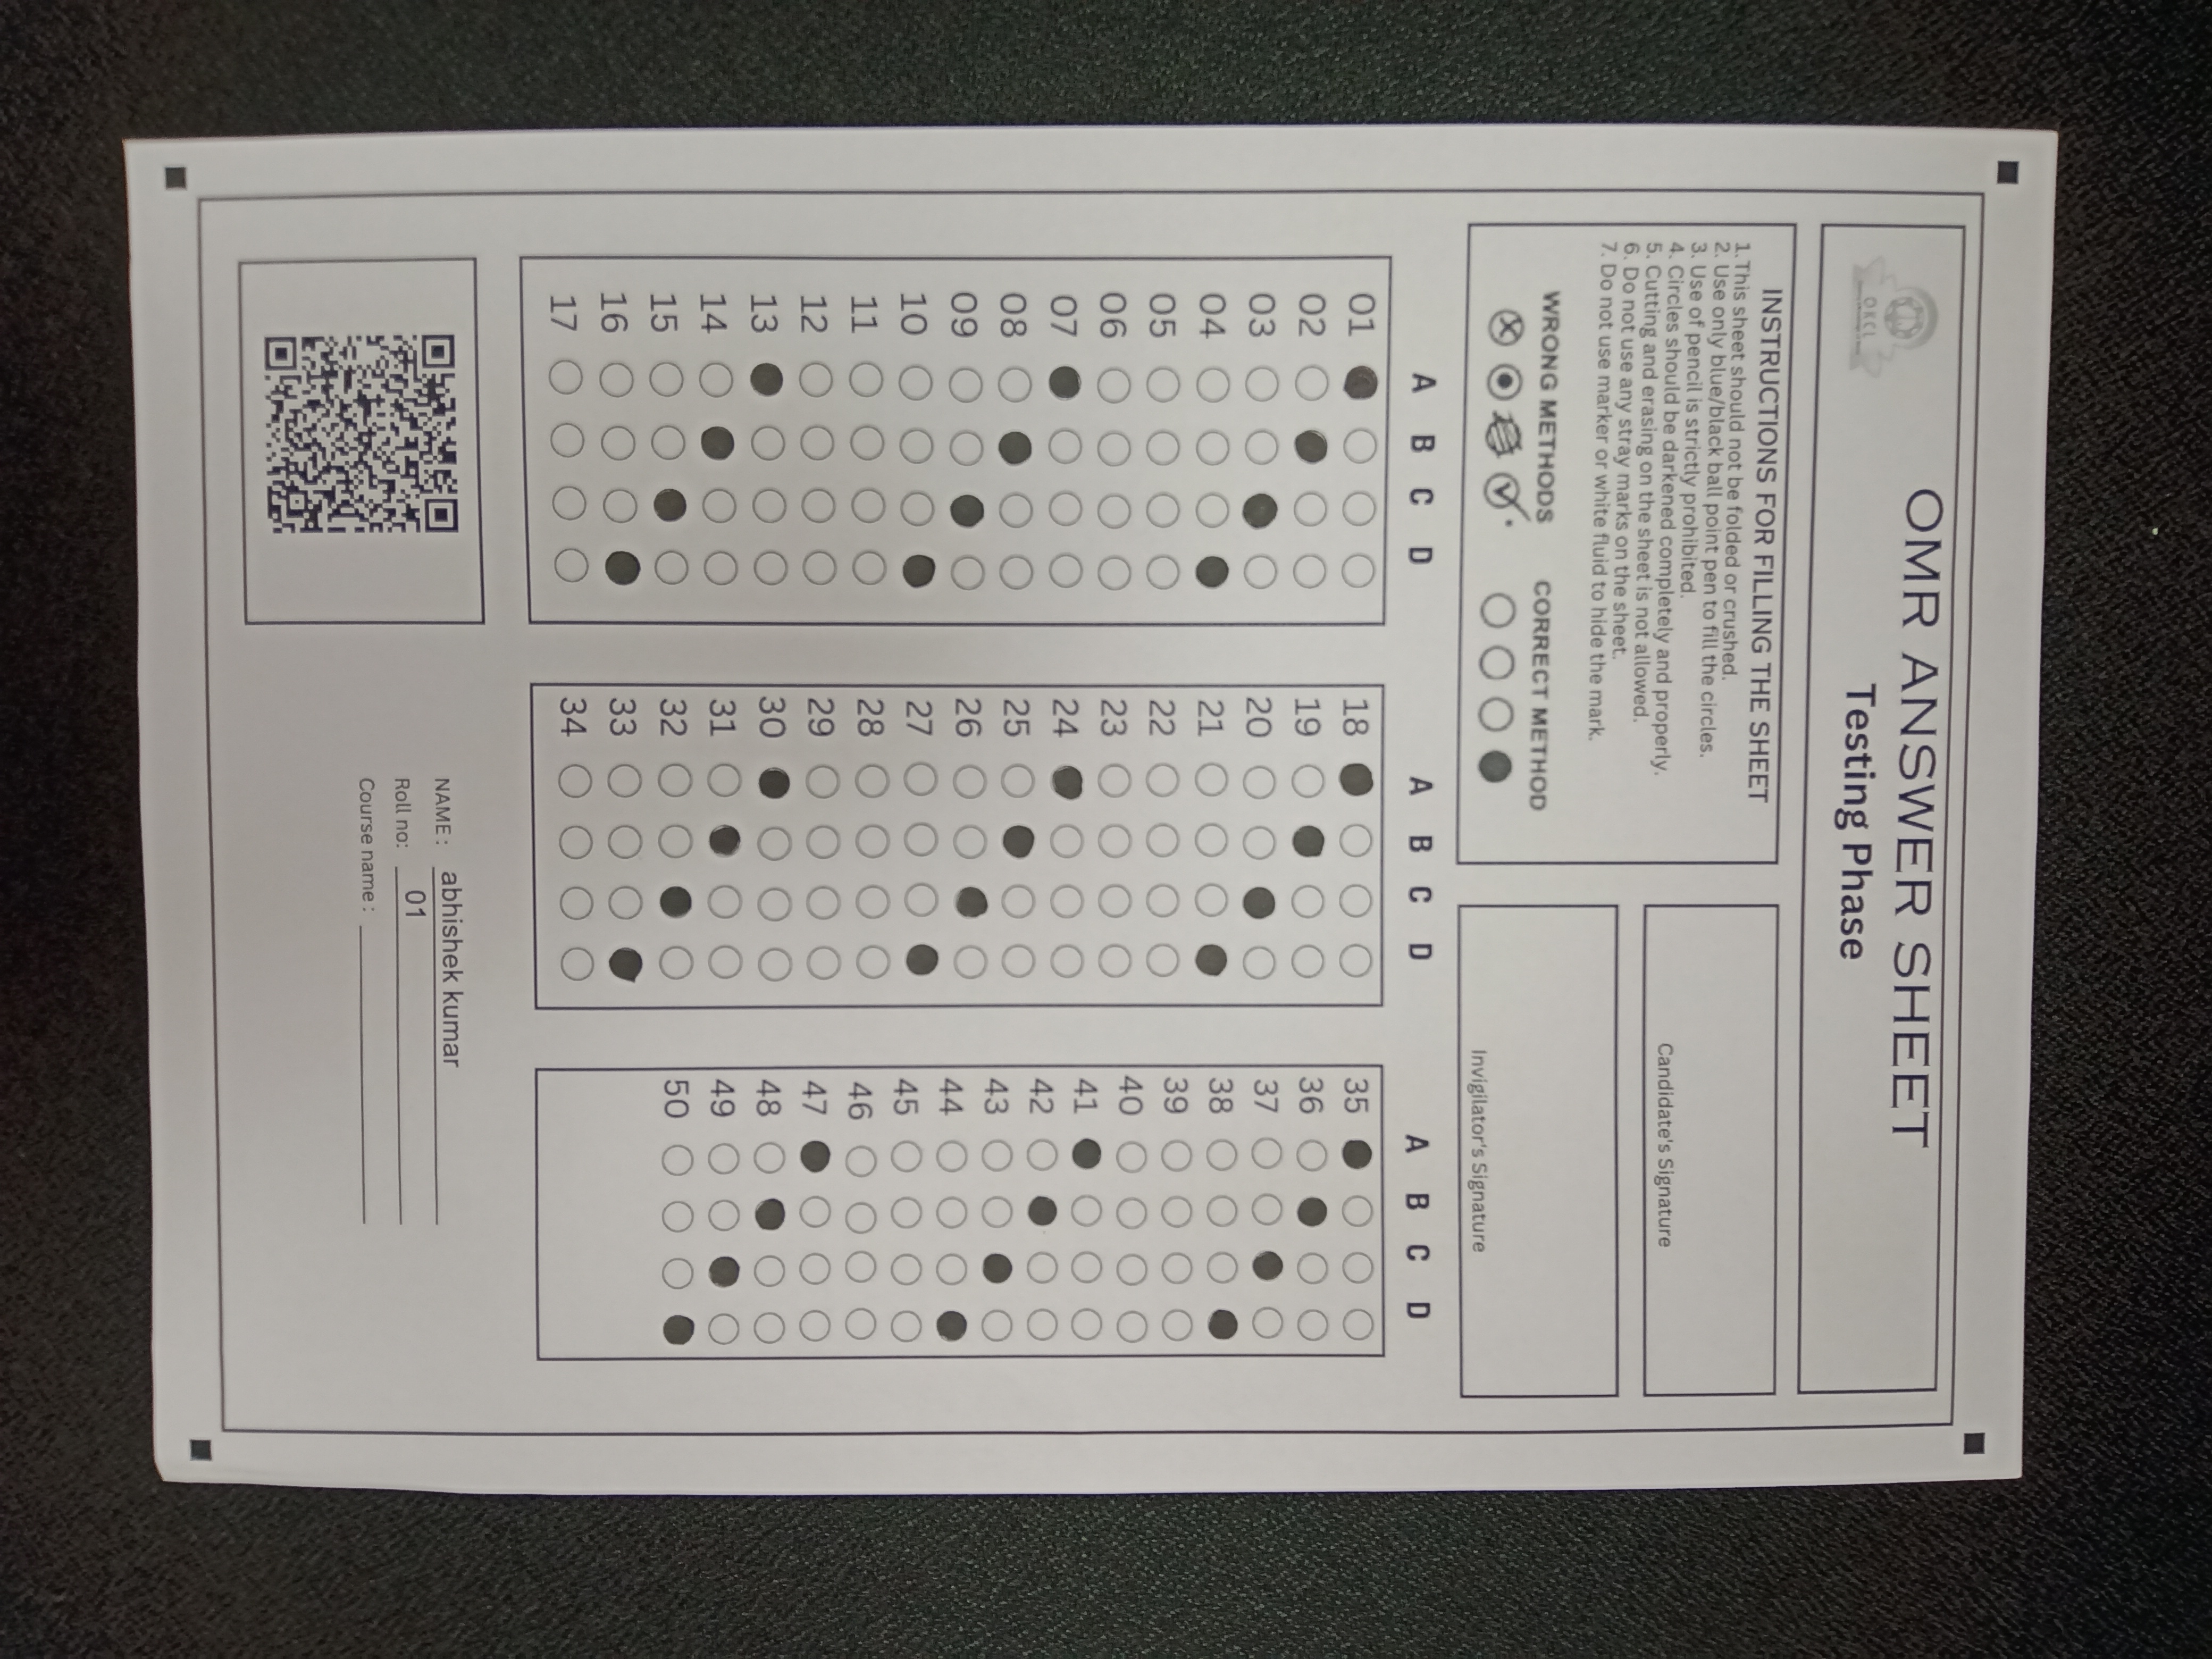 OMR ANSWER SHEET
Testing Phase
OKCL
INSTRUCTIONS FOR FILLING THE SHEET
1. This sheet should not be folded or crushed.
2. Use only blue/black ball point pen to fill the circles.
3. Use of pencil is strictly prohibited.
4. Circles should be darkened completely and properly.
5. Cutting and erasing on the sheet is not allowed.
6. Do not use any stray marks on the sheet.
7. Do not use marker or white fluid to hide the mark.
WRONG METHODS
CORRECT METHOD
Candidate's Signature
Invigilator's Signature
A B C D
01
02
03
04
05
06
07
08
09
10
11
12
13
14
15
16
17
A B C D
18
19
20
21
22
23
24
25
26
27
28
29
30
31
32
33
34
A B C D
35
36
37
38
39
40
41
42
43
44
45
46
47
48
49
50
NAME : abhishek kumar
Roll no: 01
Course name :